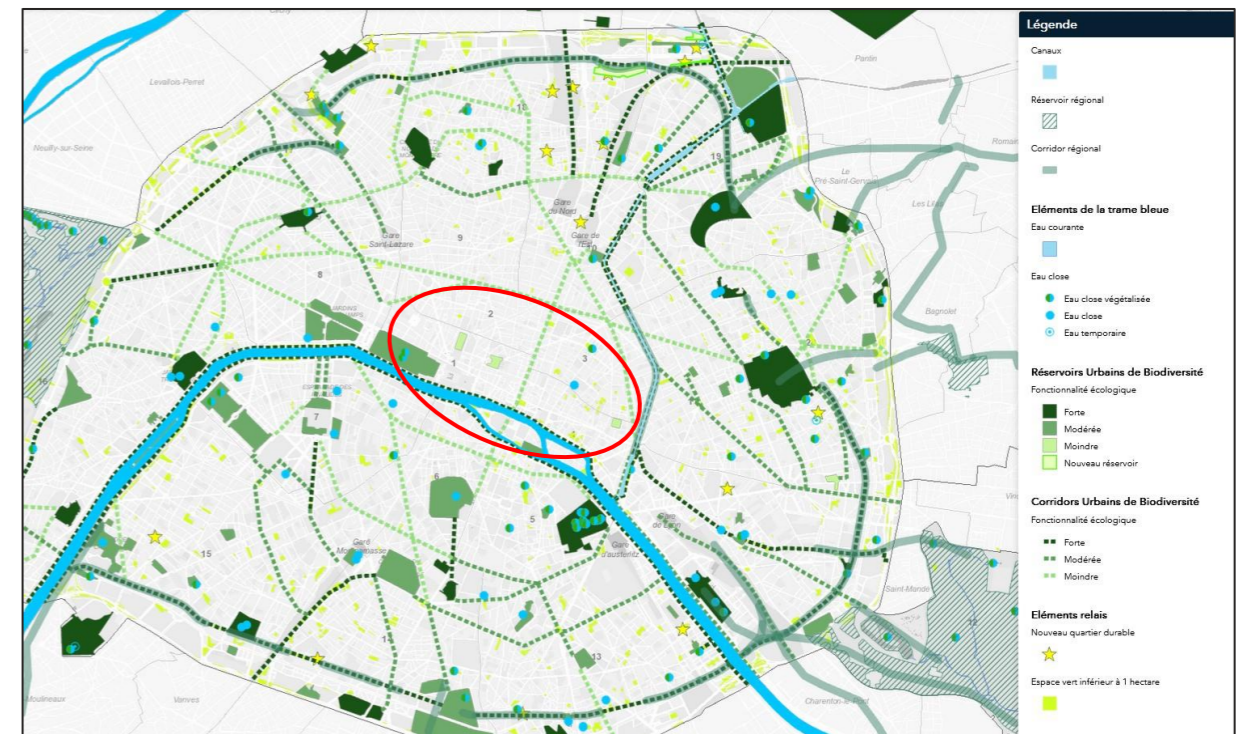 Clichy
Levallois-Perret
Pantin
Neuilly-sur-Seine
18
19
Romain
Le
Pré-Saint-Gervais
Les Lilas
Gare
du Nord
Gare
Saint-Lazare
9
Gare de
l'Est
10
8
2
Bagnolet
1
3
16
7
6
5
Gare
de Lyon
Gare
d'austerlitz
Gare
Montparnasse
15
Saint-Mandé
12
14
13
Vanves
Moulineaux
Charenton-le-Pont
Légende
Canaux
Réservoir régional
Corridor régional
Eléments de la trame bleue
Eau courante
Eau close
Eau close végétalisée
Eau close
Eau temporaire
Réservoirs Urbains de Biodiversité
Fonctionnalité écologique
Forte
Modérée
Moindre
Nouveau réservoir
Corridors Urbains de Biodiversité
Fonctionnalité écologique
Forte
Modérée
Moindre
Eléments relais
Nouveau quartier durable
Espace vert inférieur à 1 hectare